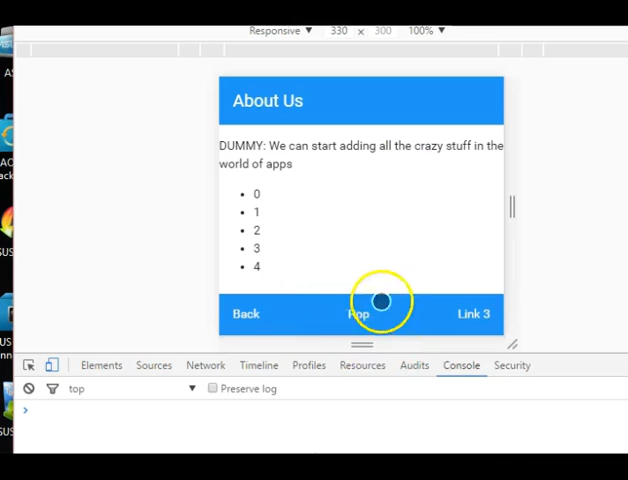 Responsive ▼ 330 × 300 100% ▼
About Us
DUMMY: We can start adding all the crazy stuff in the
world of apps
• 0
• 1
• 2
• 3
• 4
Back Pop Link 3
Elements Sources Network Timeline Profiles Resources Audits Console Security
top ▼ Preserve log
>